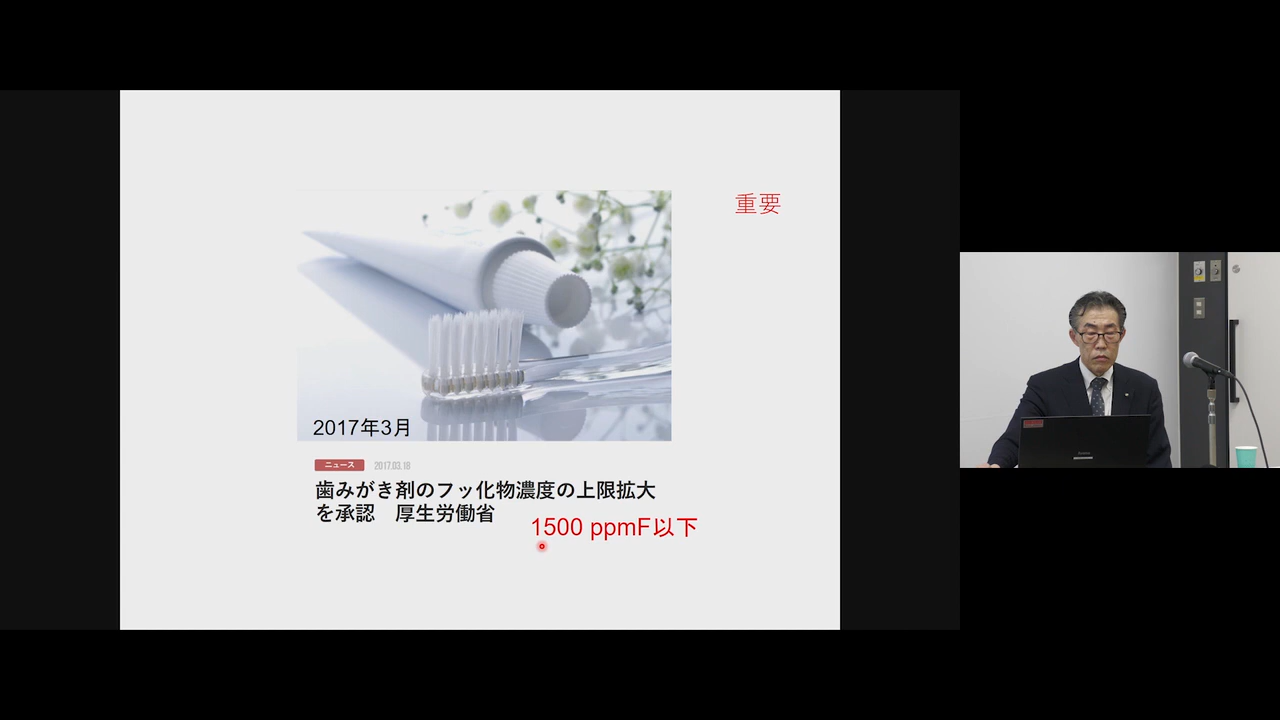 重要
2017年3月
ニュース 2017.03.18
歯みがき剤のフッ化物濃度の上限拡大
を承認　厚生労働省
1500 ppmF以下